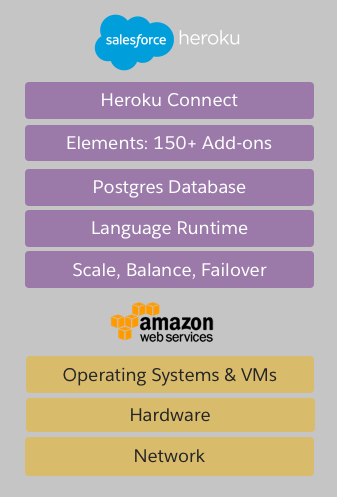 salesforce heroku
Heroku Connect
Elements: 150+ Add-ons
Postgres Database
Language Runtime
Scale, Balance, Failover
amazon
web services
Operating Systems & VMs
Hardware
Network